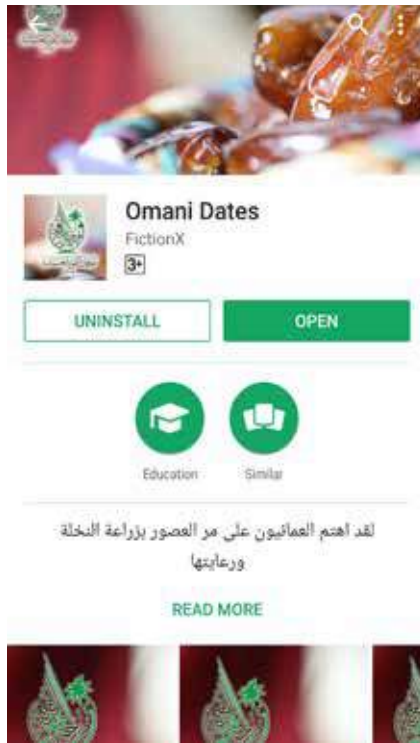 Omani Dates
FictionX
3+
UNINSTALL OPEN
Education Similar
لقد اهتم العمانيون على مر العصور بزراعة النخلة
ورعايتها
READ MORE